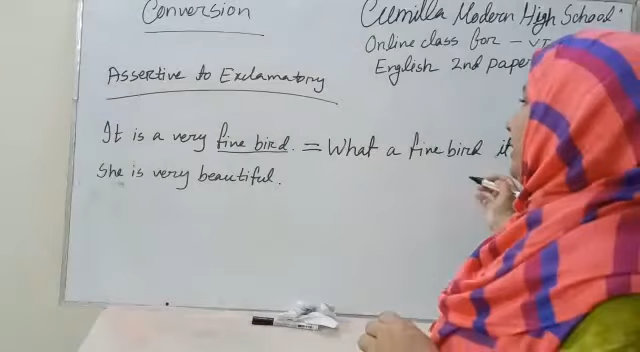 Conversion
Cumilla Modern High School
Online class for - VI
English 2nd paper
Assertive to Exclamatory
It is a very fine bird. = What a fine bird it
She is very beautiful.